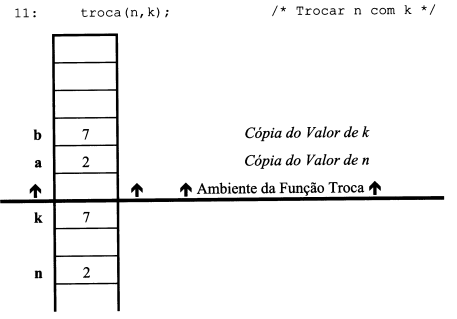 11: troca(n,k); /* Trocar n com k */
b 7 Cópia do Valor de k
a 2 Cópia do Valor de n
Ambiente da Função Troca
k 7
n 2